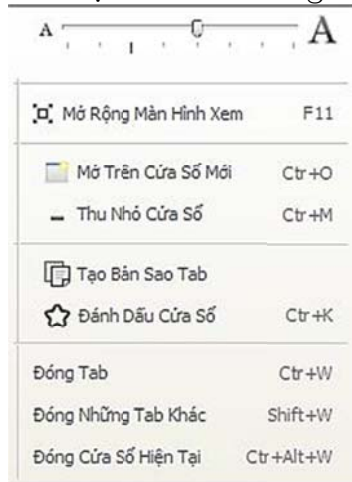 A A
Mở Rộng Màn Hình Xem F11
Mở Trên Cửa Sổ Mới Ctr+O
Thu Nhỏ Cửa Sổ Ctr+M
Tạo Bản Sao Tab
Đánh Dấu Cửa Sổ Ctr+K
Đóng Tab Ctr+W
Đóng Những Tab Khác Shift+W
Đóng Cửa Sổ Hiện Tại Ctr+Alt+W